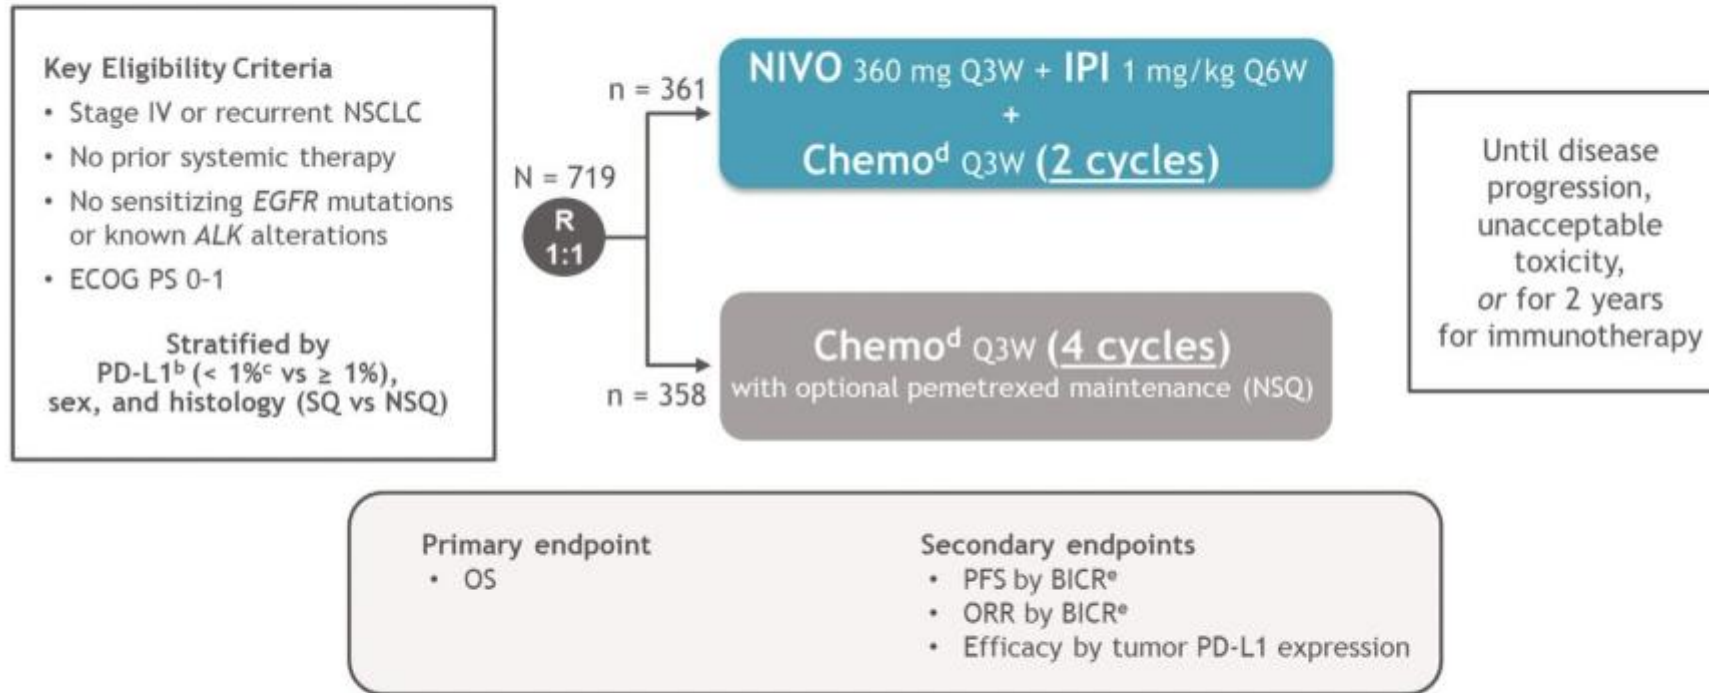 Key Eligibility Criteria
• Stage IV or recurrent NSCLC
• No prior systemic therapy
• No sensitizing EGFR mutations
or known ALK alterations
• ECOG PS 0-1
Stratified by
PD-L1ᵇ (< 1%ᶜ vs ≥ 1%),
sex, and histology (SQ vs NSQ)
N = 719
R
1:1
n = 361
NIVO 360 mg Q3W + IPI 1 mg/kg Q6W
+
Chemoᵈ Q3W (2 cycles)
n = 358
Chemoᵈ Q3W (4 cycles)
with optional pemetrexed maintenance (NSQ)
Until disease
progression,
unacceptable
toxicity,
or for 2 years
for immunotherapy
Primary endpoint
• OS
Secondary endpoints
• PFS by BICRᵉ
• ORR by BICRᵉ
• Efficacy by tumor PD-L1 expression